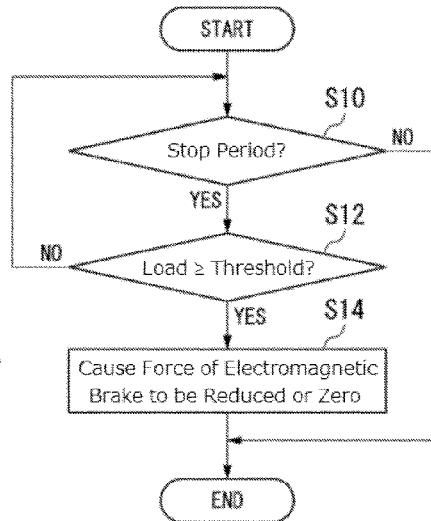 START
S10
Stop Period?
NO
YES
S12
NO
Load ≥ Threshold?
YES
S14
Cause Force of Electromagnetic
Brake to be Reduced or Zero
END